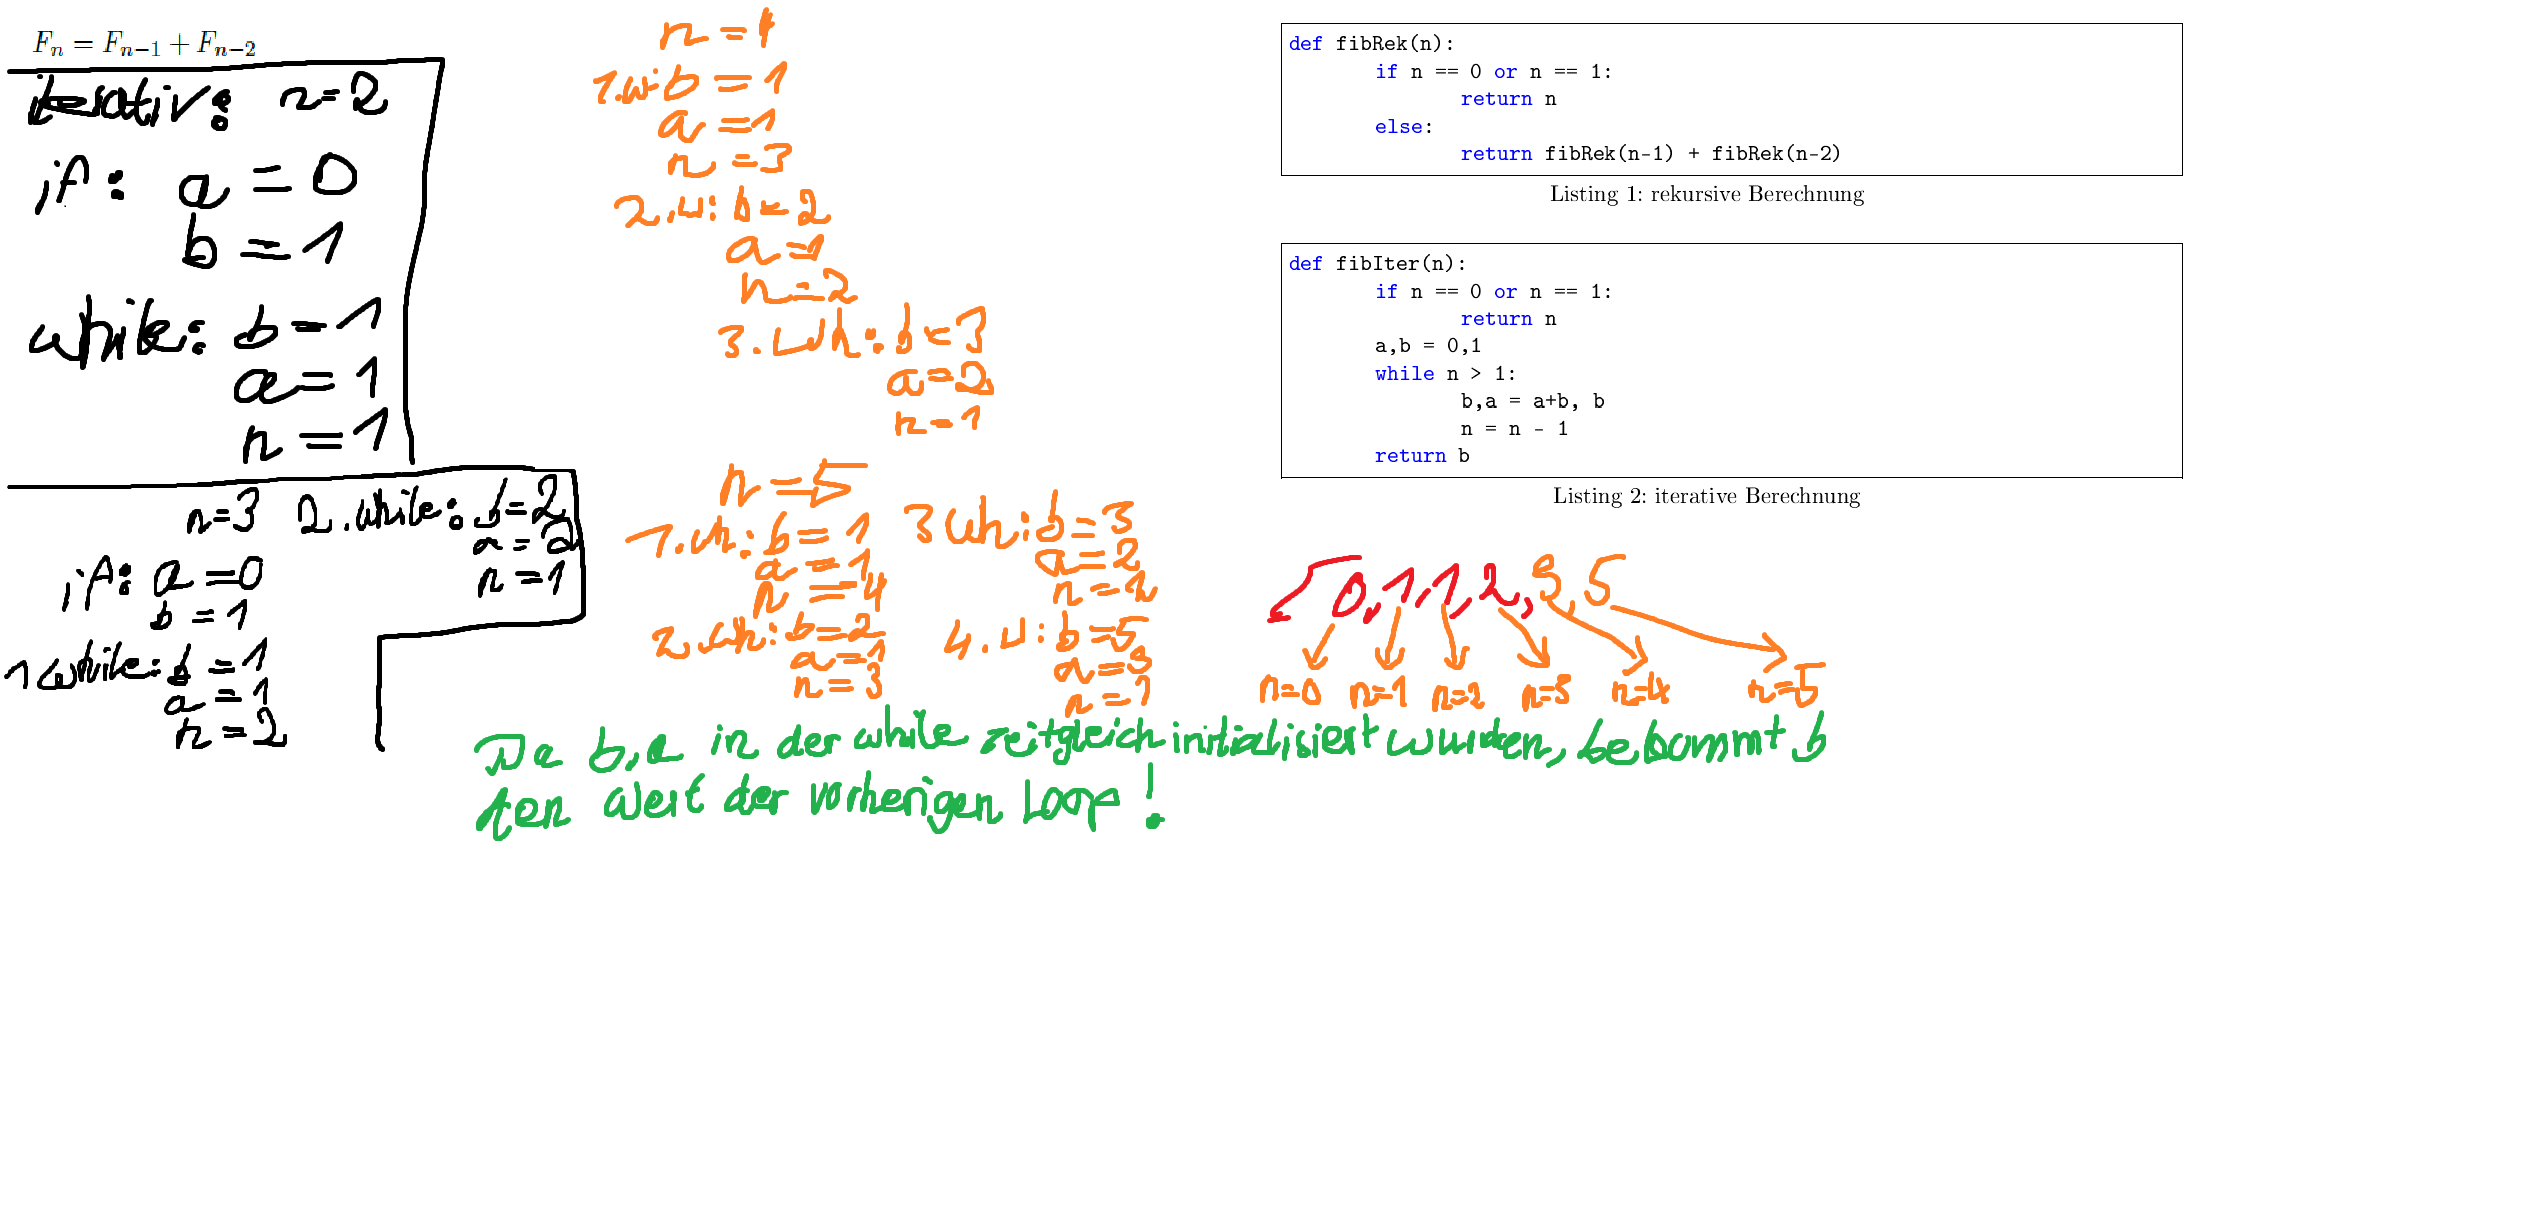 Fn = Fn−1 + Fn−2
iterativ: n=2
if: a=0
b=1
while: b=1
a=1
n=1
n=3 2.while: b=2
a=2
n=1
if: a=0
b=1
1 while: b=1
a=1
n=2
n=4
1.w: b=1
a=1
n=3
2.w: b=2
a=1
n=2
3.wh: b=3
a=2
n=1
n=5
1.wh: b=1
a=1
n=4
2.wh: b=2
a=1
n=3
3 wh: b=3
a=2
n=2
4.w: b=5
a=3
n=1
Da b,a in der while zeitgleich initialisiert wurden, bekommt b
den Wert der vorherigen Loop!
def fibRek(n):
if n == 0 or n == 1:
return n
else:
return fibRek(n-1) + fibRek(n-2)
Listing 1: rekursive Berechnung
def fibIter(n):
if n == 0 or n == 1:
return n
a,b = 0,1
while n > 1:
b,a = a+b, b
n = n - 1
return b
Listing 2: iterative Berechnung
0,1,1,2,3,5
n=0 n=1 n=2 n=3 n=4 n=5